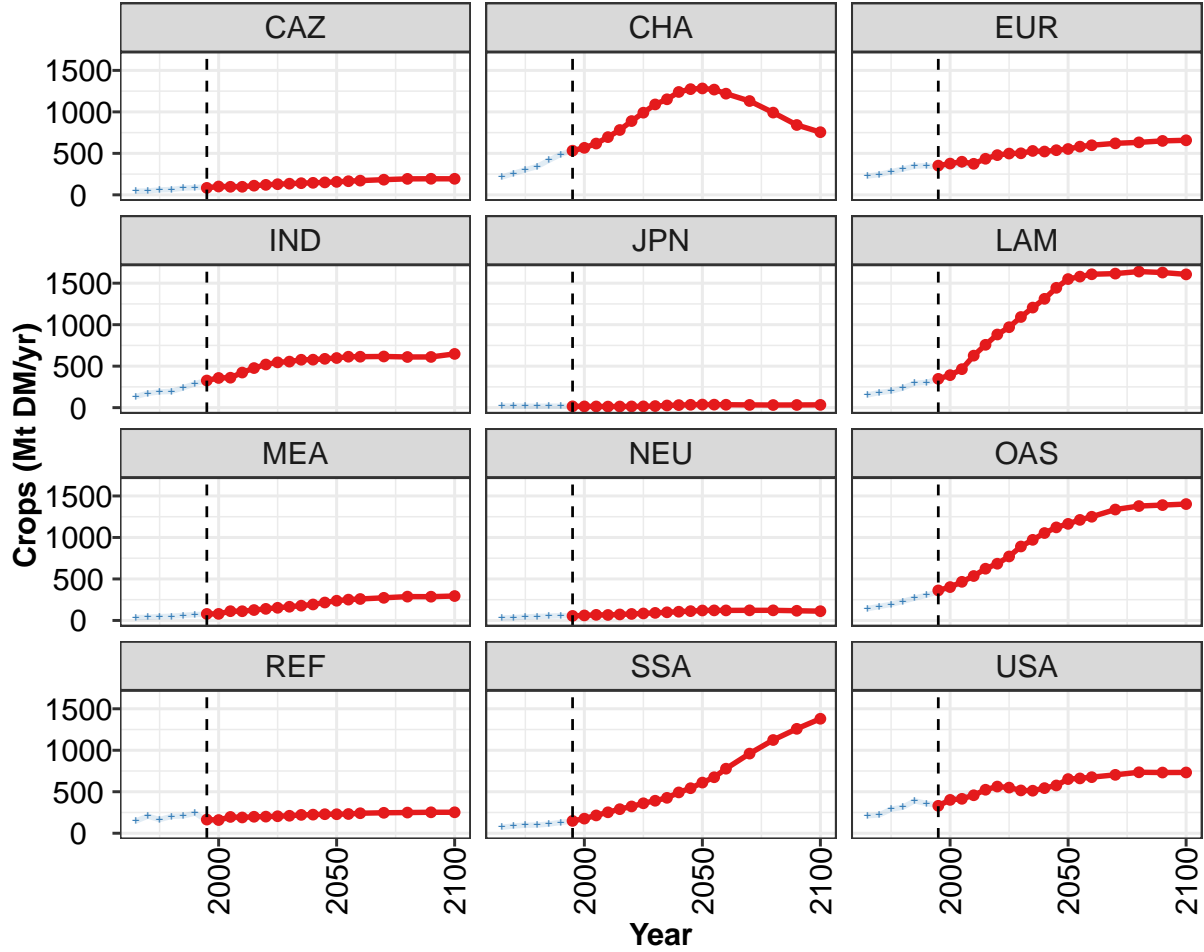 CAZ CHA EUR
1500
1000
500
0
IND JPN LAM
1500
1000
500
0
MEA NEU OAS
1500
1000
500
0
REF SSA USA
1500
1000
500
0
2000 2050 2100 2000 2050 2100 2000 2050 2100
Year
Crops (Mt DM/yr)